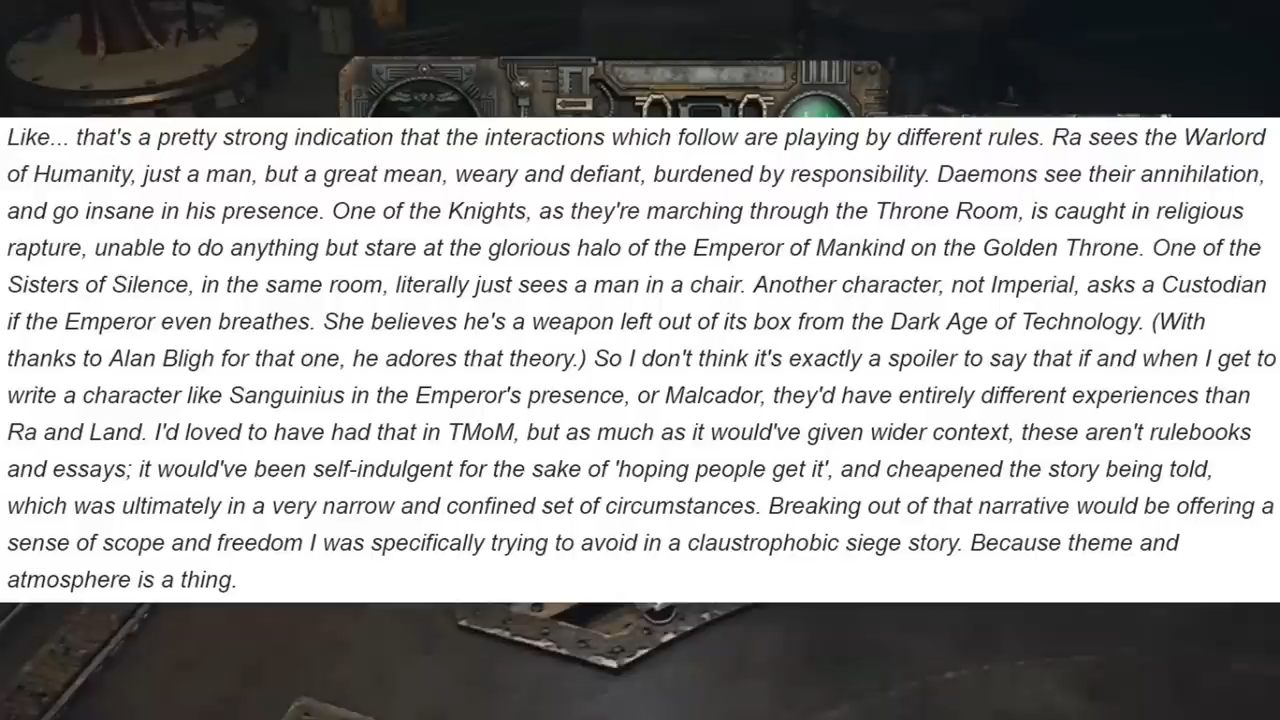 Like... that's a pretty strong indication that the interactions which follow are playing by different rules. Ra sees the Warlord
of Humanity, just a man, but a great mean, weary and defiant, burdened by responsibility. Daemons see their annihilation,
and go insane in his presence. One of the Knights, as they're marching through the Throne Room, is caught in religious
rapture, unable to do anything but stare at the glorious halo of the Emperor of Mankind on the Golden Throne. One of the
Sisters of Silence, in the same room, literally just sees a man in a chair. Another character, not Imperial, asks a Custodian
if the Emperor even breathes. She believes he's a weapon left out of its box from the Dark Age of Technology. (With
thanks to Alan Bligh for that one, he adores that theory.) So I don't think it's exactly a spoiler to say that if and when I get to
write a character like Sanguinius in the Emperor's presence, or Malcador, they'd have entirely different experiences than
Ra and Land. I'd loved to have had that in TMoM, but as much as it would've given wider context, these aren't rulebooks
and essays; it would've been self-indulgent for the sake of 'hoping people get it', and cheapened the story being told,
which was ultimately in a very narrow and confined set of circumstances. Breaking out of that narrative would be offering a
sense of scope and freedom I was specifically trying to avoid in a claustrophobic siege story. Because theme and
atmosphere is a thing.